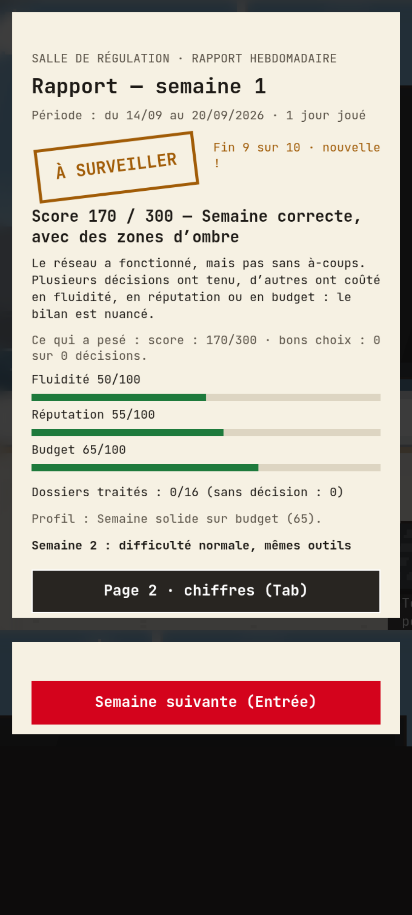 SALLE DE RÉGULATION · RAPPORT HEBDOMADAIRE
Rapport — semaine 1
Période : du 14/09 au 20/09/2026 · 1 jour joué
À SURVEILLER
Fin 9 sur 10 · nouvelle
!
Score 170 / 300 — Semaine correcte,
avec des zones d’ombre
Le réseau a fonctionné, mais pas sans à-coups.
Plusieurs décisions ont tenu, d’autres ont coûté
en fluidité, en réputation ou en budget : le
bilan est nuancé.
Ce qui a pesé : score : 170/300 · bons choix : 0
sur 0 décisions.
Fluidité 50/100
Réputation 55/100
Budget 65/100
Dossiers traités : 0/16 (sans décision : 0)
Profil : Semaine solide sur budget (65).
Semaine 2 : difficulté normale, mêmes outils
Page 2 · chiffres (Tab)
Semaine suivante (Entrée)